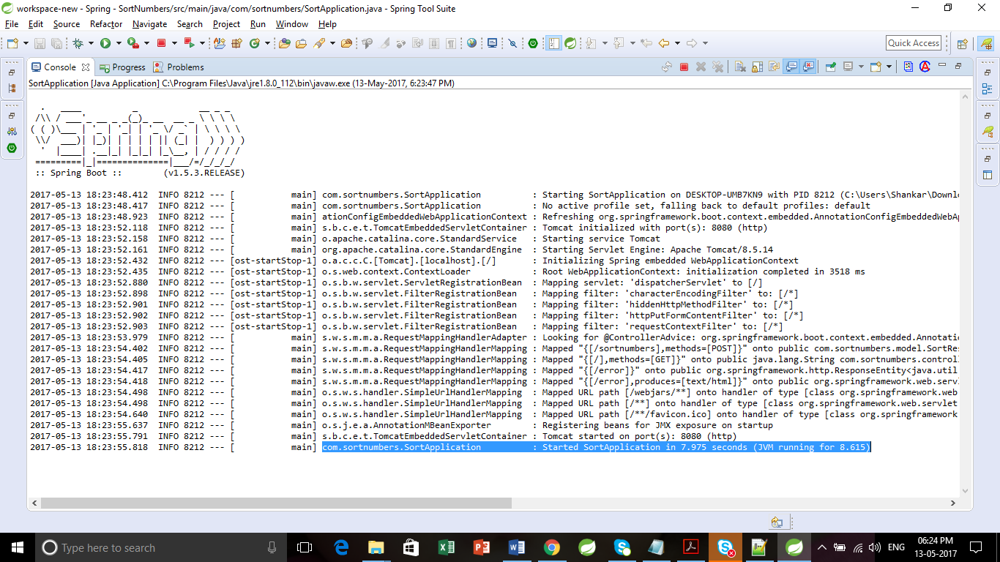 workspace-new - Spring - SortNumbers/src/main/java/com/sortnumbers/SortApplication.java - Spring Tool Suite
File Edit Source Refactor Navigate Search Project Run Window Help
Quick Access
Console Progress Problems
SortApplication [Java Application] C:\Program Files\Java\jre1.8.0_112\bin\javaw.exe (13-May-2017, 6:23:47 PM)
Spring
:: Spring Boot :: (v1.5.3.RELEASE)
2017-05-13 18:23:48.412 INFO 8212 --- [ main] com.sortnumbers.SortApplication : Starting SortApplication on DESKTOP-UMB7KN9 with PID 8212 (C:\Users\Shankar\Downlo
2017-05-13 18:23:48.417 INFO 8212 --- [ main] com.sortnumbers.SortApplication : No active profile set, falling back to default profiles: default
2017-05-13 18:23:48.923 INFO 8212 --- [ main] ationConfigEmbeddedWebApplicationContext : Refreshing org.springframework.boot.context.embedded.AnnotationConfigEmbeddedWebAp
2017-05-13 18:23:52.118 INFO 8212 --- [ main] s.b.c.e.t.TomcatEmbeddedServletContainer : Tomcat initialized with port(s): 8080 (http)
2017-05-13 18:23:52.158 INFO 8212 --- [ main] o.apache.catalina.core.StandardService : Starting service Tomcat
2017-05-13 18:23:52.161 INFO 8212 --- [ main] org.apache.catalina.core.StandardEngine : Starting Servlet Engine: Apache Tomcat/8.5.14
2017-05-13 18:23:52.432 INFO 8212 --- [ost-startStop-1] o.a.c.c.C.[Tomcat].[localhost].[/] : Initializing Spring embedded WebApplicationContext
2017-05-13 18:23:52.435 INFO 8212 --- [ost-startStop-1] o.s.web.context.ContextLoader : Root WebApplicationContext: initialization completed in 3518 ms
2017-05-13 18:23:52.880 INFO 8212 --- [ost-startStop-1] o.s.b.w.servlet.ServletRegistrationBean : Mapping servlet: 'dispatcherServlet' to [/]
2017-05-13 18:23:52.898 INFO 8212 --- [ost-startStop-1] o.s.b.w.servlet.FilterRegistrationBean : Mapping filter: 'characterEncodingFilter' to: [/*]
2017-05-13 18:23:52.901 INFO 8212 --- [ost-startStop-1] o.s.b.w.servlet.FilterRegistrationBean : Mapping filter: 'hiddenHttpMethodFilter' to: [/*]
2017-05-13 18:23:52.902 INFO 8212 --- [ost-startStop-1] o.s.b.w.servlet.FilterRegistrationBean : Mapping filter: 'httpPutFormContentFilter' to: [/*]
2017-05-13 18:23:52.903 INFO 8212 --- [ost-startStop-1] o.s.b.w.servlet.FilterRegistrationBean : Mapping filter: 'requestContextFilter' to: [/*]
2017-05-13 18:23:53.979 INFO 8212 --- [ main] s.w.s.m.m.a.RequestMappingHandlerAdapter : Looking for @ControllerAdvice: org.springframework.boot.context.embedded.Annotatio
2017-05-13 18:23:54.402 INFO 8212 --- [ main] s.w.s.m.m.a.RequestMappingHandlerMapping : Mapped "{[/sortnumbers],methods=[POST]}" onto public com.sortnumbers.model.SortRes
2017-05-13 18:23:54.405 INFO 8212 --- [ main] s.w.s.m.m.a.RequestMappingHandlerMapping : Mapped "{[/],methods=[GET]}" onto public java.lang.String com.sortnumbers.control
2017-05-13 18:23:54.417 INFO 8212 --- [ main] s.w.s.m.m.a.RequestMappingHandlerMapping : Mapped "{[/error]}" onto public org.springframework.http.ResponseEntity<java.util
2017-05-13 18:23:54.418 INFO 8212 --- [ main] s.w.s.m.m.a.RequestMappingHandlerMapping : Mapped "{[/error],produces=[text/html]}" onto public org.springframework.web.serv
2017-05-13 18:23:54.498 INFO 8212 --- [ main] o.s.w.s.handler.SimpleUrlHandlerMapping : Mapped URL path [/webjars/**] onto handler of type [class org.springframework.web
2017-05-13 18:23:54.498 INFO 8212 --- [ main] o.s.w.s.handler.SimpleUrlHandlerMapping : Mapped URL path [/**] onto handler of type [class org.springframework.web.servlet
2017-05-13 18:23:54.640 INFO 8212 --- [ main] o.s.w.s.handler.SimpleUrlHandlerMapping : Mapped URL path [/**/favicon.ico] onto handler of type [class org.springframework
2017-05-13 18:23:55.637 INFO 8212 --- [ main] o.s.j.e.a.AnnotationMBeanExporter : Registering beans for JMX exposure on startup
2017-05-13 18:23:55.791 INFO 8212 --- [ main] s.b.c.e.t.TomcatEmbeddedServletContainer : Tomcat started on port(s): 8080 (http)
2017-05-13 18:23:55.818 INFO 8212 --- [ main] com.sortnumbers.SortApplication : Started SortApplication in 7.975 seconds (JVM running for 8.615)
Type here to search
ENG
06:24 PM
13-05-2017